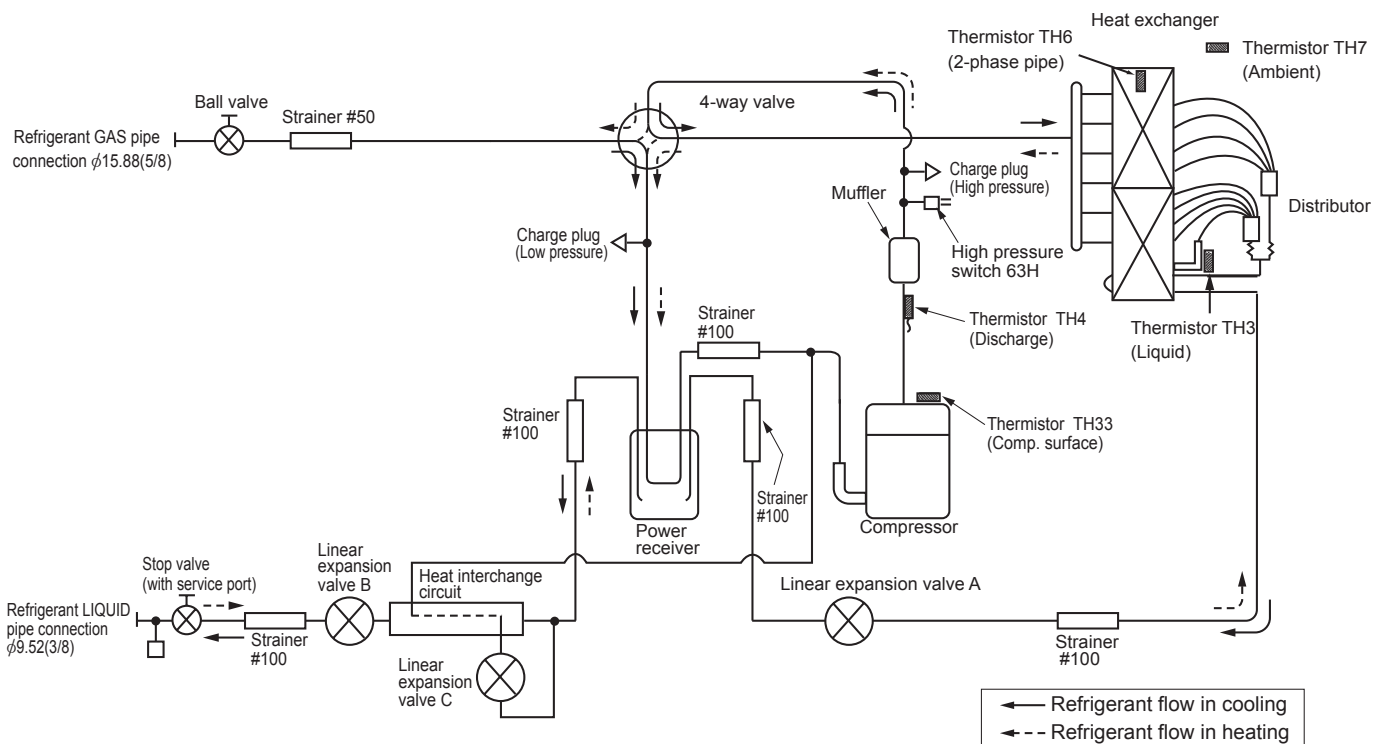 Heat exchanger
Thermistor TH6
(2-phase pipe)
Thermistor TH7
(Ambient)
Ball valve
Strainer #50
4-way valve
Refrigerant GAS pipe
connection ϕ15.88(5/8)
Charge plug
(High pressure)
Muffler
Distributor
Charge plug
(Low pressure)
High pressure
switch 63H
Strainer
#100
Thermistor TH4
(Discharge)
Thermistor TH3
(Liquid)
Strainer
#100
Thermistor TH33
(Comp. surface)
Strainer
#100
Compressor
Power
receiver
Stop valve
(with service port)
Linear
expansion
valve B
Heat interchange
circuit
Linear expansion valve A
Refrigerant LIQUID
pipe connection
ϕ9.52(3/8)
Strainer
#100
Linear
expansion
valve C
Strainer
#100
Refrigerant flow in cooling
Refrigerant flow in heating